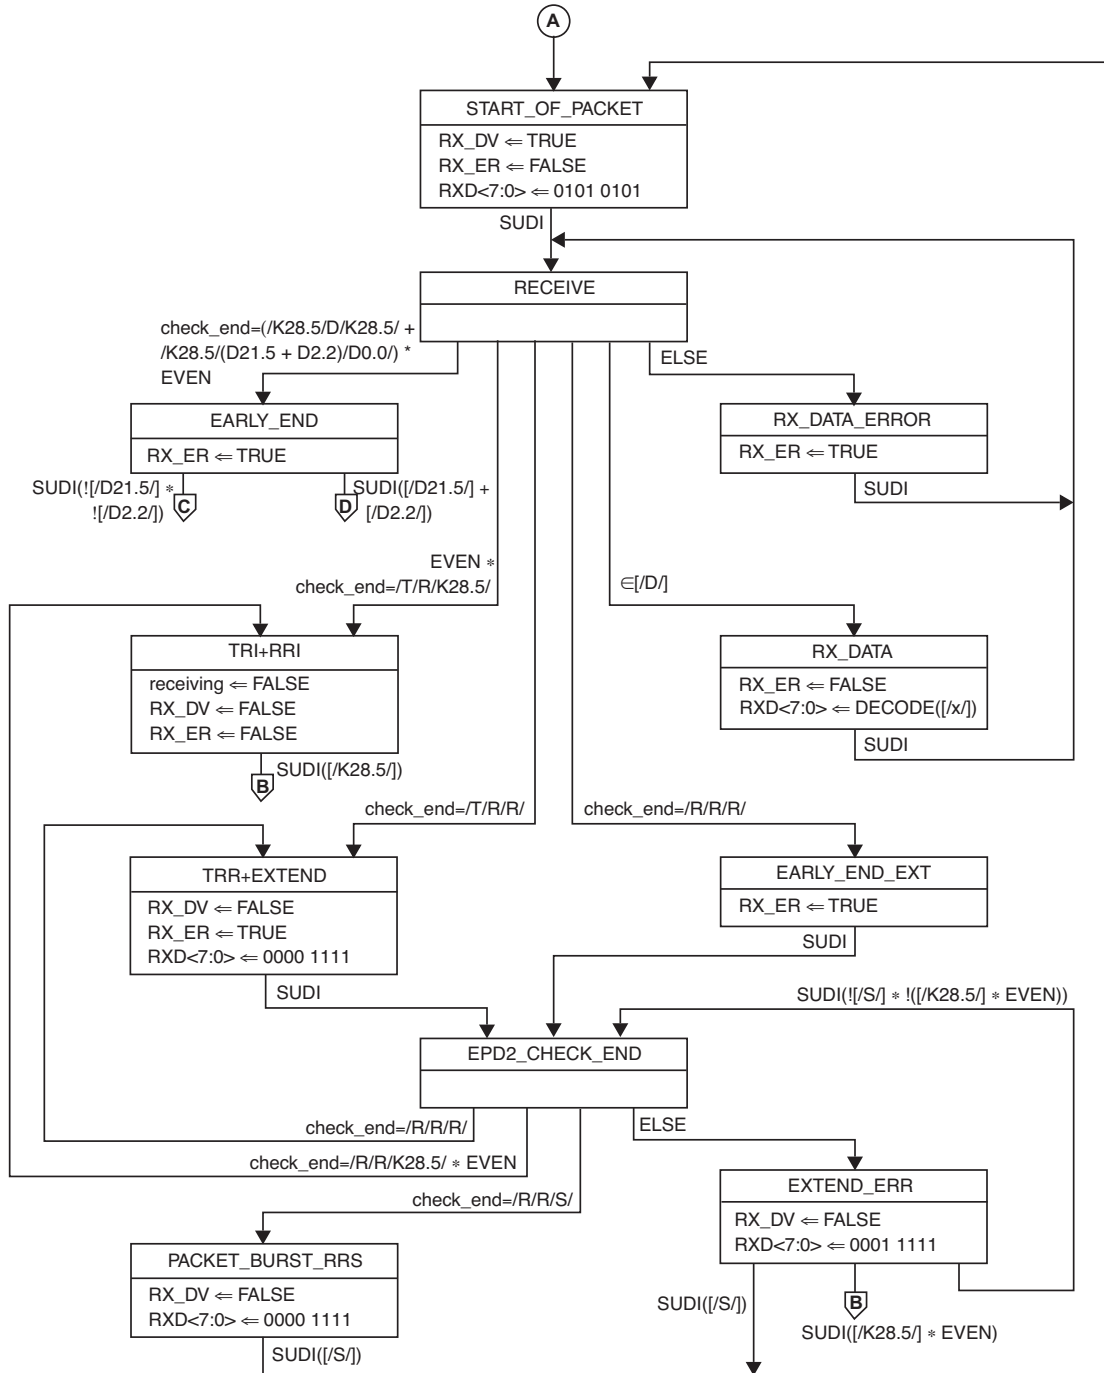 A
START_OF_PACKET
RX_DV ⇐ TRUE
RX_ER ⇐ FALSE
RXD<7:0> ⇐ 0101 0101
SUDI
RECEIVE
check_end=(/K28.5/D/K28.5/ +
/K28.5/(D21.5 + D2.2)/D0.0/) *
EVEN
ELSE
EARLY_END
RX_ER ⇐ TRUE
SUDI(![/D21.5/] *
![/D2.2/])
C
D
SUDI([/D21.5/] +
[/D2.2/])
RX_DATA_ERROR
RX_ER ⇐ TRUE
SUDI
EVEN *
check_end=/T/R/K28.5/
∈[/D/]
TRI+RRI
receiving ⇐ FALSE
RX_DV ⇐ FALSE
RX_ER ⇐ FALSE
SUDI([/K28.5/])
B
RX_DATA
RX_ER ⇐ FALSE
RXD<7:0> ⇐ DECODE([/x/])
SUDI
check_end=/T/R/R/
check_end=/R/R/R/
TRR+EXTEND
RX_DV ⇐ FALSE
RX_ER ⇐ TRUE
RXD<7:0> ⇐ 0000 1111
SUDI
EARLY_END_EXT
RX_ER ⇐ TRUE
SUDI
SUDI(![/S/] * !([/K28.5/] * EVEN))
EPD2_CHECK_END
check_end=/R/R/R/
ELSE
check_end=/R/R/K28.5/ * EVEN
check_end=/R/R/S/
EXTEND_ERR
RX_DV ⇐ FALSE
RXD<7:0> ⇐ 0001 1111
PACKET_BURST_RRS
RX_DV ⇐ FALSE
RXD<7:0> ⇐ 0000 1111
SUDI([/S/])
SUDI([/S/])
B
SUDI([/K28.5/] * EVEN)